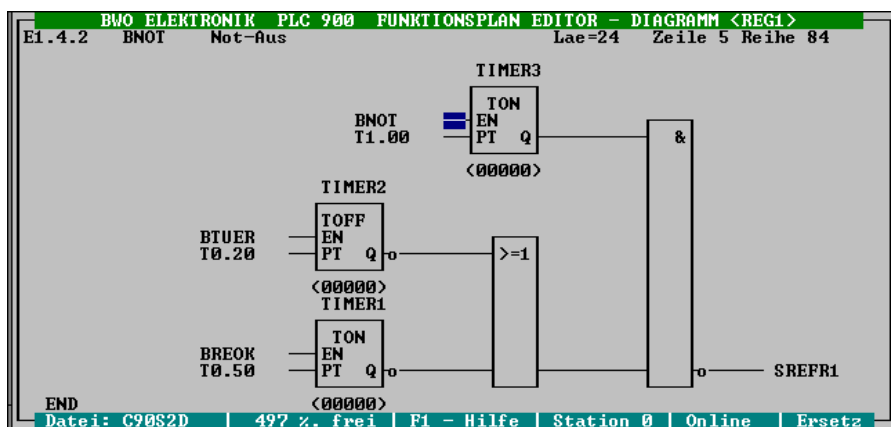 BWO ELEKTRONIK PLC 900 FUNKTIONSPLAN EDITOR - DIAGRAMM <REG1>
E1.4.2 BNOT Not-Aus Lae=24 Zeile 5 Reihe 84
TIMER3
TON
BNOT EN
T1.00 PT Q &
<00000>
TIMER2
TOFF
BTUER EN
T0.20 PT Q o >=1
<00000>
TIMER1
TON
BREOK EN
T0.50 PT Q o o SREFR1
END <00000>
Datei: C90S2D | 497 %. frei | F1 - Hilfe | Station 0 | Online | Ersetz